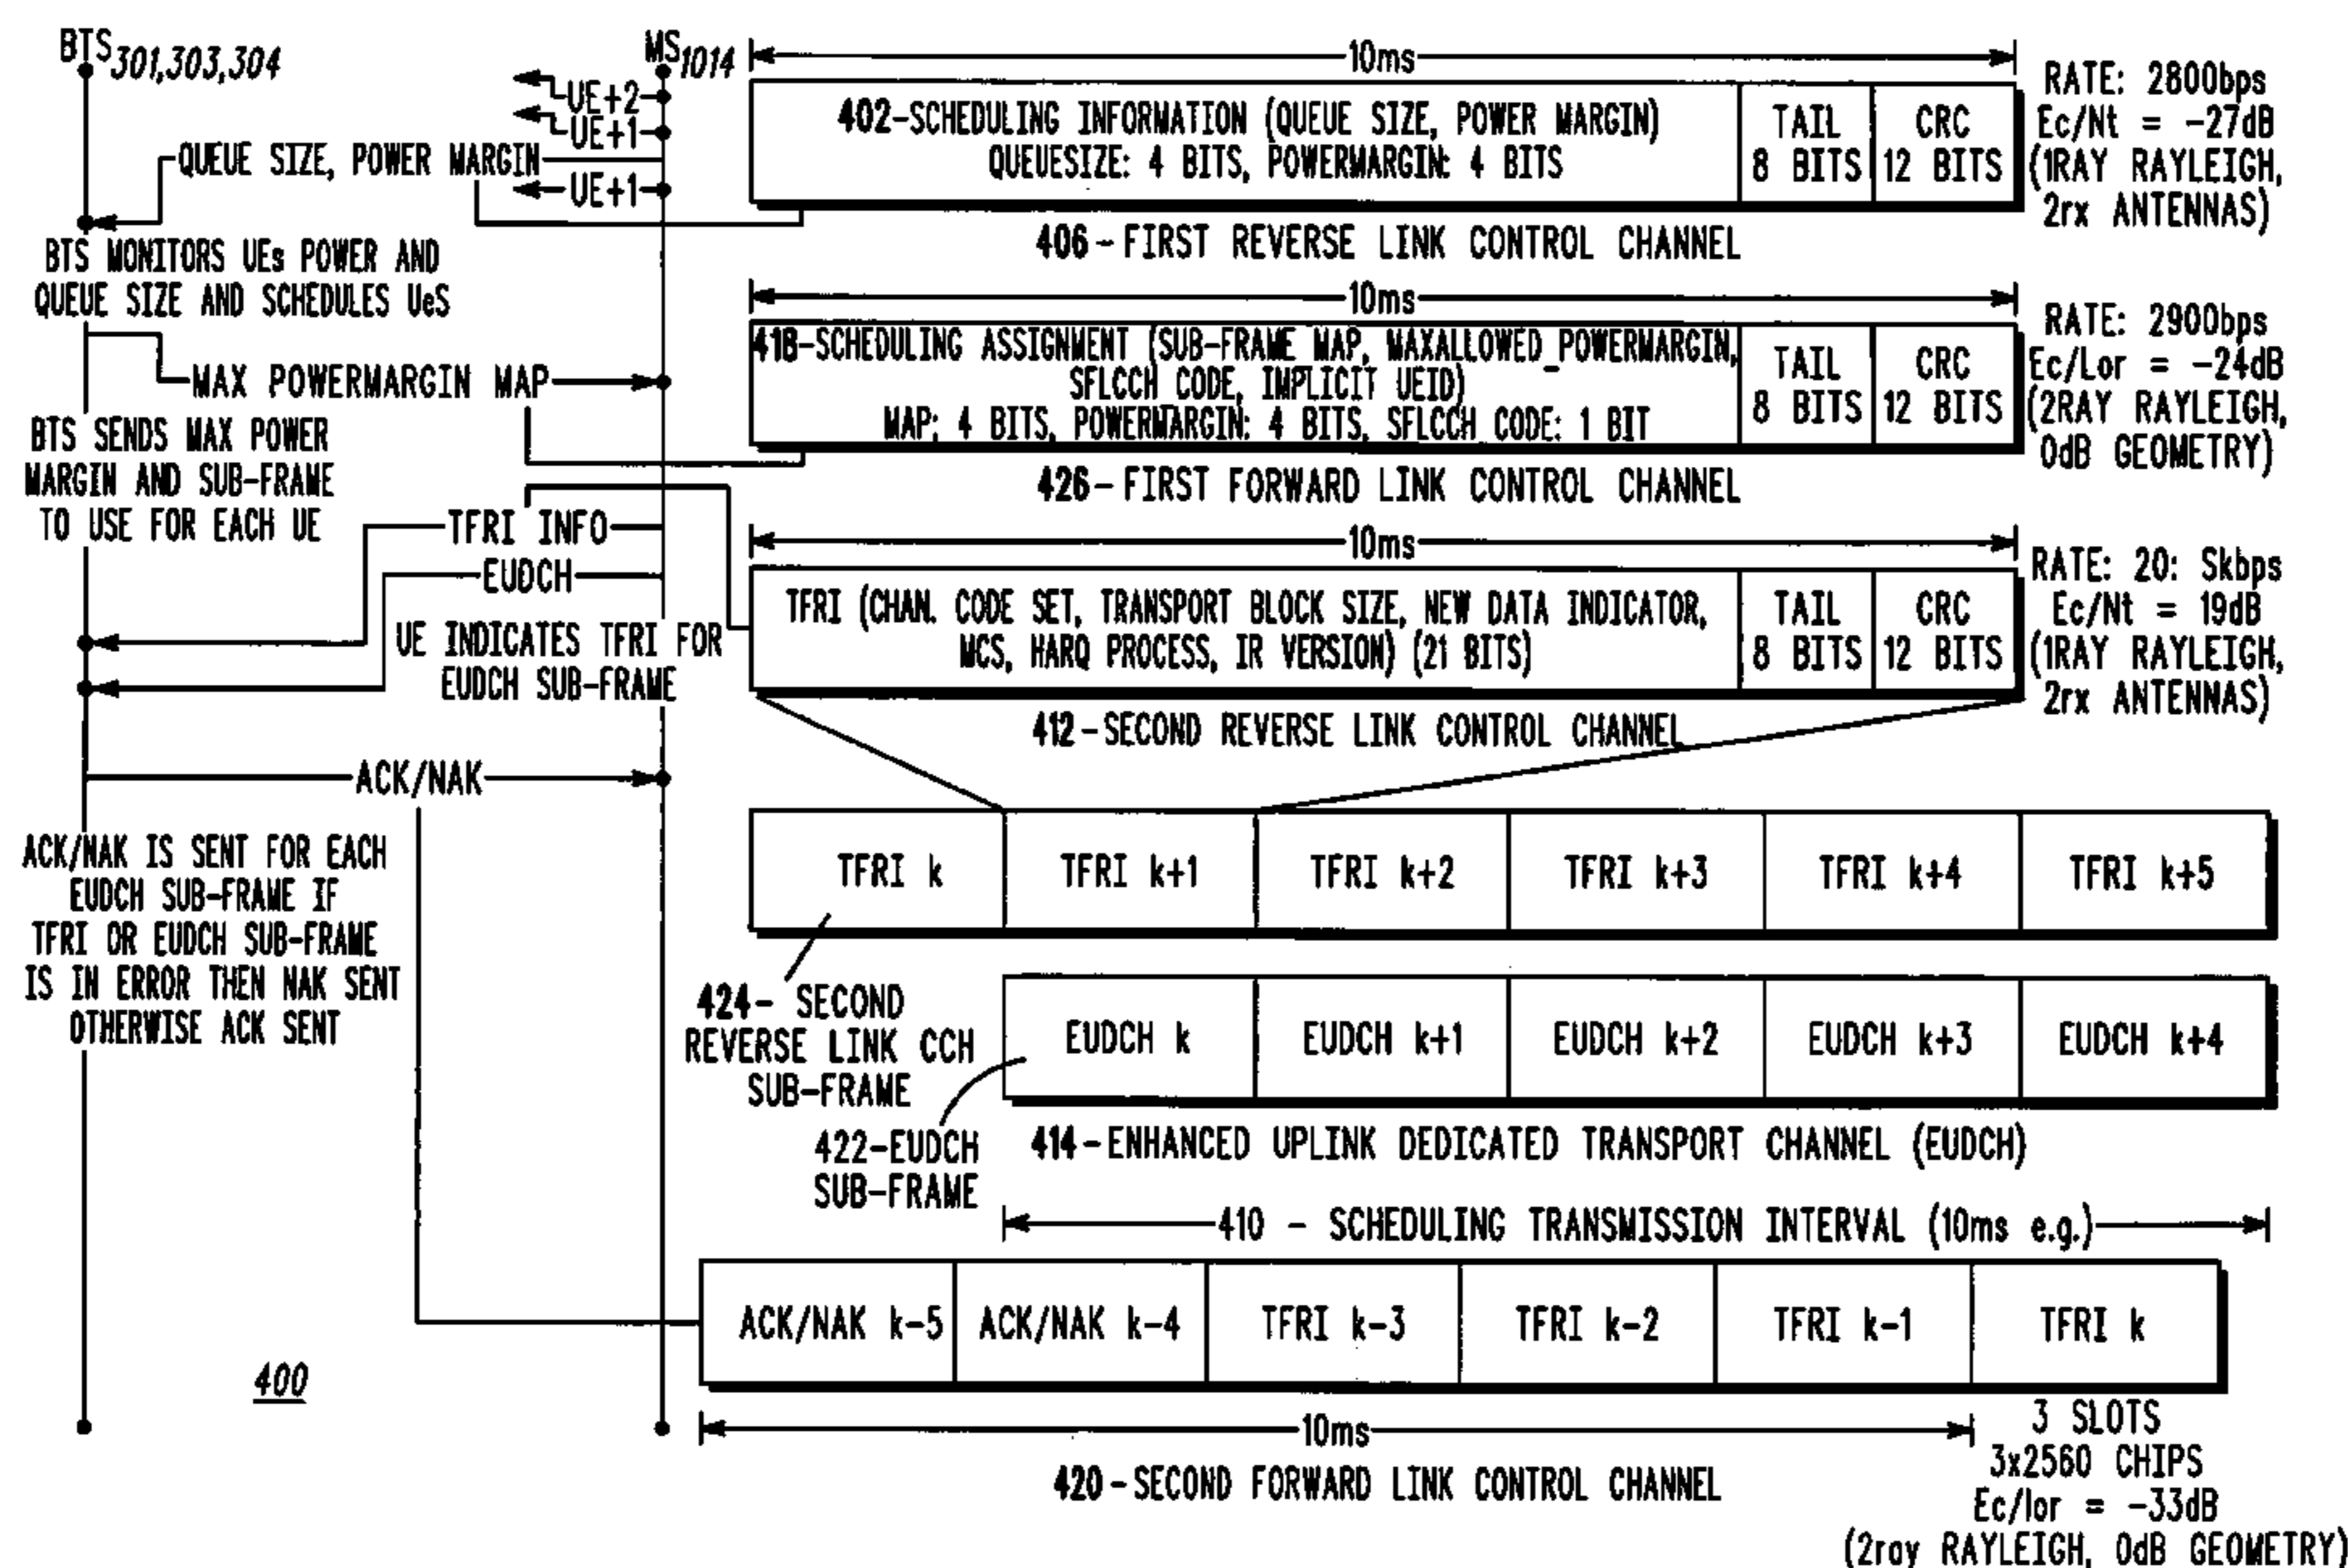 BTS 301,303,304
MS 1014
UE+2
UE+1
QUEUE SIZE, POWER MARGIN
UE+1
BTS MONITORS UEs POWER AND
QUEUE SIZE AND SCHEDULES UeS
MAX POWERMARGIN MAP
BTS SENDS MAX POWER
MARGIN AND SUB-FRAME
TO USE FOR EACH UE
TFRI INFO
EUDCH
UE INDICATES TFRI FOR
EUDCH SUB-FRAME
ACK/NAK
ACK/NAK IS SENT FOR EACH
EUDCH SUB-FRAME IF
TFRI OR EUDCH SUB-FRAME
IS IN ERROR THEN NAK SENT
OTHERWISE ACK SENT
400
10ms
402-SCHEDULING INFORMATION (QUEUE SIZE, POWER MARGIN)
QUEUESIZE: 4 BITS, POWERMARGIN: 4 BITS
TAIL
8 BITS
CRC
12 BITS
RATE: 2800bps
Ec/Nt = -27dB
(1RAY RAYLEIGH,
2rx ANTENNAS)
406-FIRST REVERSE LINK CONTROL CHANNEL
10ms
418-SCHEDULING ASSIGNMENT (SUB-FRAME MAP, MAXALLOWED_POWERMARGIN,
SFLCCH CODE, IMPLICIT UEID)
MAP: 4 BITS, POWERMARGIN: 4 BITS, SFLCCH CODE: 1 BIT
TAIL
8 BITS
CRC
12 BITS
RATE: 2900bps
Ec/Lor = -24dB
(2RAY RAYLEIGH,
0dB GEOMETRY)
426-FIRST FORWARD LINK CONTROL CHANNEL
10ms
TFRI (CHAN. CODE SET, TRANSPORT BLOCK SIZE, NEW DATA INDICATOR,
MCS, HARQ PROCESS, IR VERSION) (21 BITS)
TAIL
8 BITS
CRC
12 BITS
RATE: 20: Skbps
Ec/Nt = 19dB
(1RAY RAYLEIGH,
2rx ANTENNAS)
412-SECOND REVERSE LINK CONTROL CHANNEL
TFRI k
TFRI k+1
TFRI k+2
TFRI k+3
TFRI k+4
TFRI k+5
424- SECOND
REVERSE LINK CCH
SUB-FRAME
EUDCH k
EUDCH k+1
EUDCH k+2
EUDCH k+3
EUDCH k+4
422-EUDCH
SUB-FRAME
414-ENHANCED UPLINK DEDICATED TRANSPORT CHANNEL (EUDCH)
410 - SCHEDULING TRANSMISSION INTERVAL (10ms e.g.)
ACK/NAK k-5
ACK/NAK k-4
TFRI k-3
TFRI k-2
TFRI k-1
TFRI k
10ms
3 SLOTS
3x2560 CHIPS
Ec/lor = -33dB
(2ray RAYLEIGH, 0dB GEOMETRY)
420-SECOND FORWARD LINK CONTROL CHANNEL